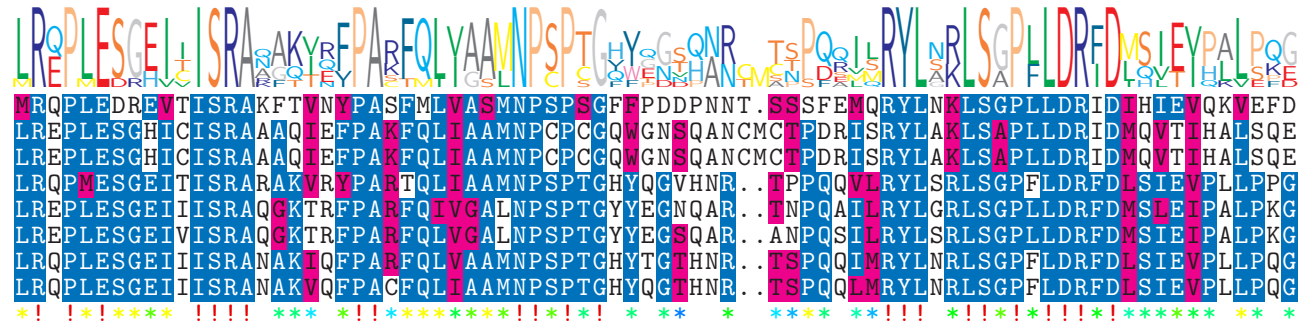 MRQPLEDREVTISRAKFTVNYPASFMLVASMNPSPSGFFPDDPNNT.SSSFEMQRYLNKLSGPLLDRIDIHIEVQKVEFD
LREPLESGHICISRAAAQIEFPAKFQLIAAMNPCPCGQWGNSQANCMCTPDRISRYLAKLSAPLLDRIDMQVTIHALSQE
LREPLESGHICISRAAAQIEFPAKFQLIAAMNPCPCGQWGNSQANCMCTPDRISRYLAKLSAPLLDRIDMQVTIHALSQE
LRQPMESGEITISRARAKVRYPARTQLIAAMNPSPTGHYQGVHNR..TPPQQVLRYLSRLSGPFLDRFDLSIEVPLLPPG
LREPLESGEIIISRAQGKTRFPARFQIVGALNPSPTGYYEGNQAR..TNPQAILRYLGRLSGPLLDRFDMSLEIPALPKG
LREPLESGEIVISRAQGKTRFPARFQLVGALNPSPTGYYEGSQAR..ANPQSILRYLSRLSGPLLDRFDMSIEIPALPKG
LRQPLESGEIIISRANAKIQFPARFQLVAAMNPSPTGHYTGTHNR..TSPQQIMRYLNRLSGPFLDRFDLSIEVPLLPQG
LRQPLESGEIIISRANAKVQFPACFQLIAAMNPSPTGHYQGTHNR..TSPQQLMRYLNRLSGPFLDRFDLSIEVPLLPQG